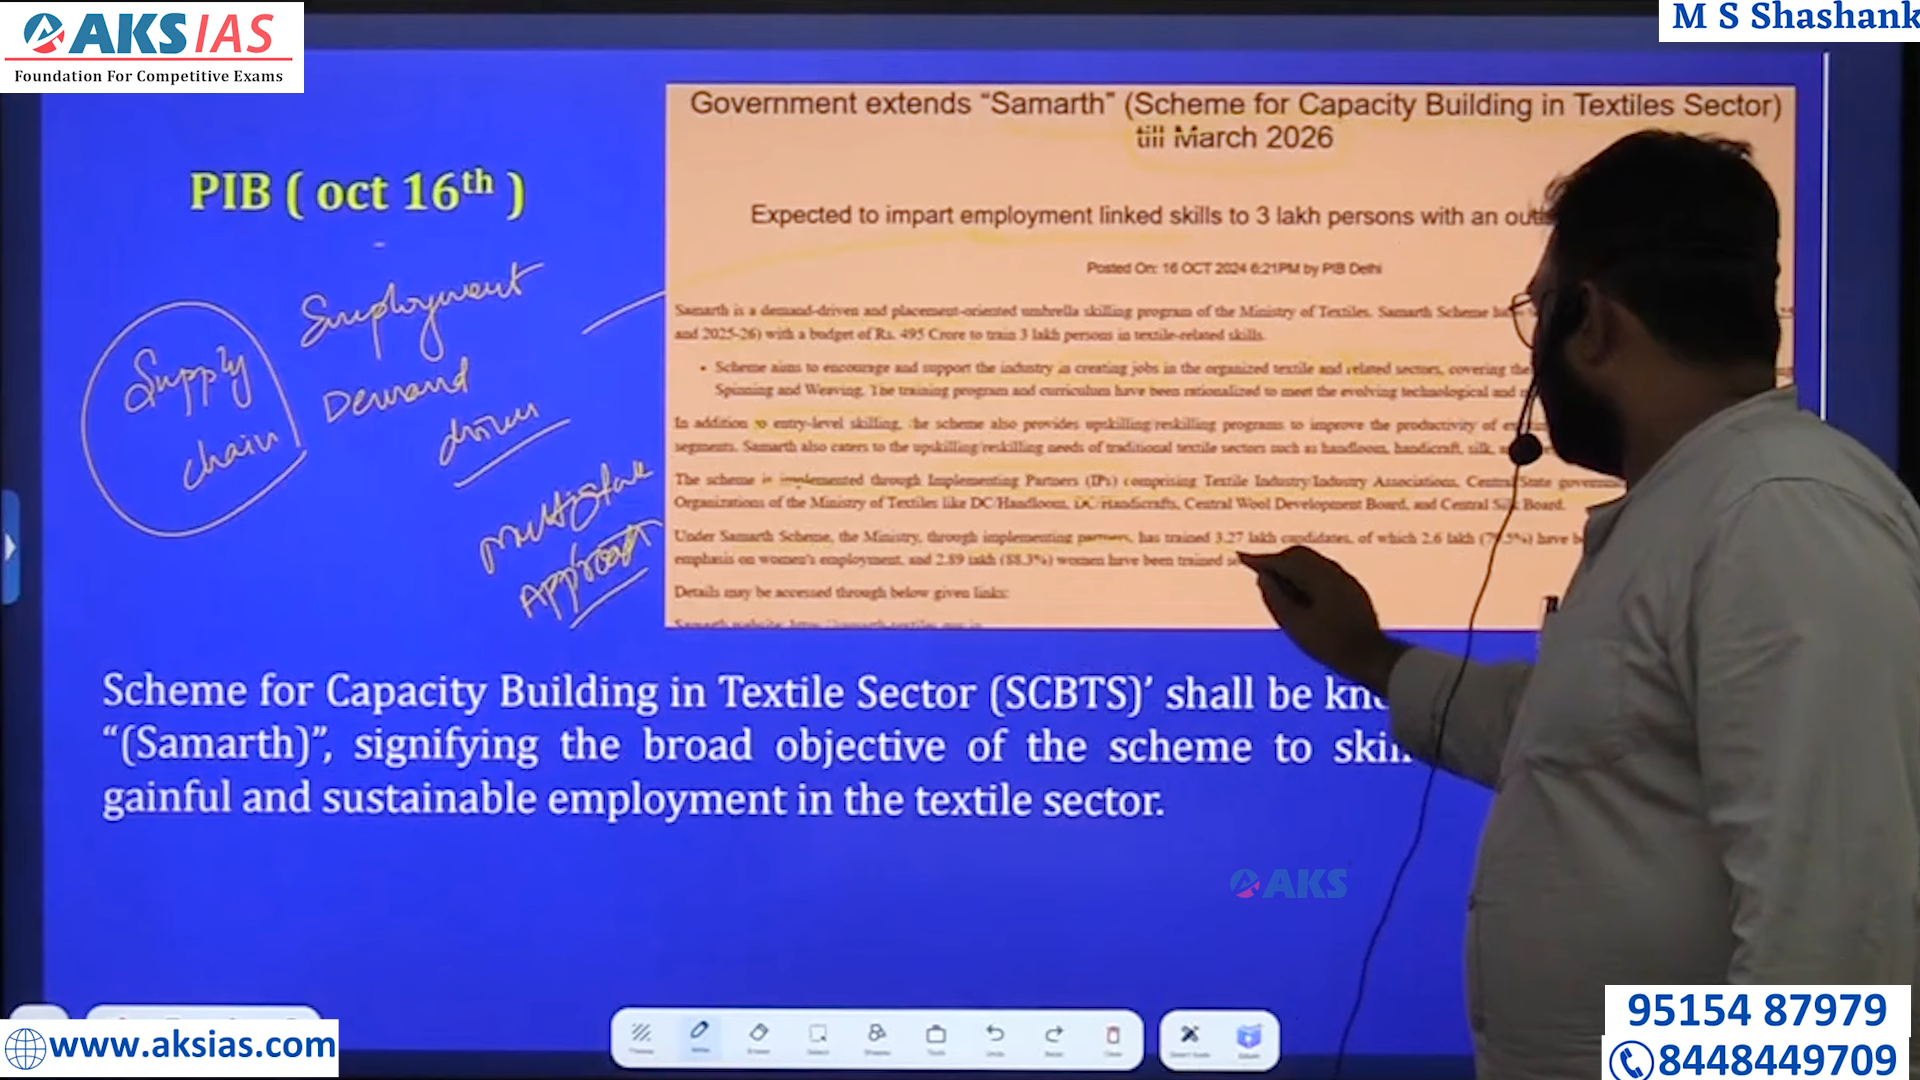 AKS IAS
Foundation For Competitive Exams
M S Shashank
PIB ( oct 16th )
Government extends “Samarth” (Scheme for Capacity Building in Textiles Sector)
till March 2026
Expected to impart employment linked skills to 3 lakh persons with an
Posted On: 16 OCT 2024 6:21PM by PIB Delhi
Samarth is a demand-driven and placement-oriented umbrella skilling program of the Ministry of Textiles. Samarth Scheme
and 2025-26) with a budget of Rs. 495 Crore to train 3 lakh persons in textile-related skills.
• Scheme aims to encourage and support the industry in creating jobs in the organized textile and related sectors, covering the
Spinning and Weaving. The training program and curriculum have been rationalized to meet the evolving technological and
In addition to entry-level skilling, the scheme also provides upskilling/reskilling programs to improve the productivity of
segments. Samarth also caters to the upskilling/reskilling needs of traditional textile sectors such as handloom, handicraft, silk,
The scheme is implemented through Implementing Partners (IPs) comprising Textile Industry/Industry Associations, Central/State
Organizations of the Ministry of Textiles like DC/Handloom, DC/Handicrafts, Central Wool Development Board, and Central Silk Board.
Under Samarth Scheme, the Ministry, through implementing partners, has trained 3.27 lakh candidates, of which 2.6 lakh have
emphasis on women's employment, and 2.89 lakh (88.3%) women have been trained
Details may be accessed through below given links:
Supply
chain
Employment
Demand
driven
Approach
Scheme for Capacity Building in Textile Sector (SCBTS)’ shall be
“(Samarth)”, signifying the broad objective of the scheme to
gainful and sustainable employment in the textile sector.
AKS
www.aksias.com
95154 87979
8448449709